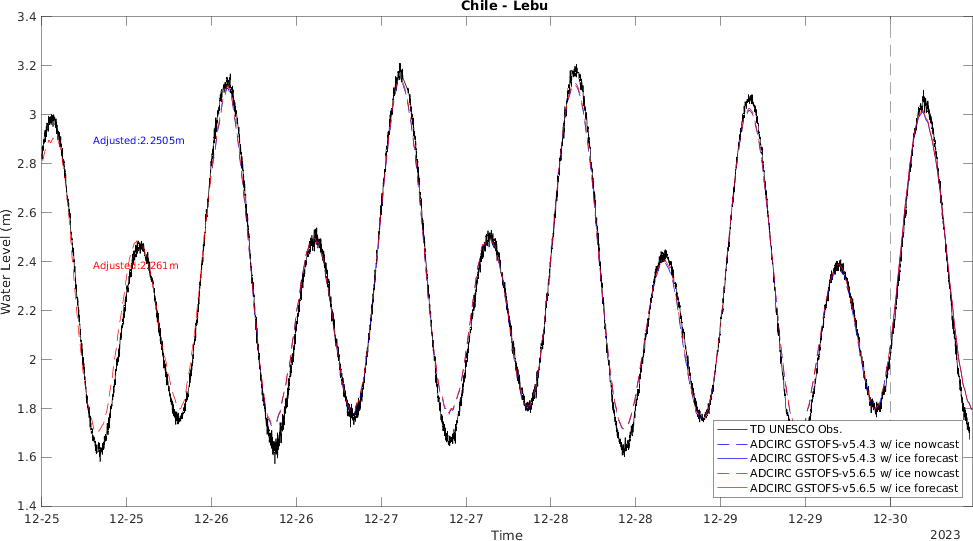 Chile - Lebu
3.4
3.2
3
2.8
2.6
2.4
2.2
2
1.8
1.6
1.4
Water Level (m)
Adjusted:2.2505m
Adjusted:2.261m
TD UNESCO Obs.
ADCIRC GSTOFS-v5.4.3 w/ ice nowcast
ADCIRC GSTOFS-v5.4.3 w/ ice forecast
ADCIRC GSTOFS-v5.6.5 w/ ice nowcast
ADCIRC GSTOFS-v5.6.5 w/ ice forecast
12-25 12-25 12-26 12-26 12-27 12-27 12-28 12-28 12-29 12-29 12-30
Time
2023